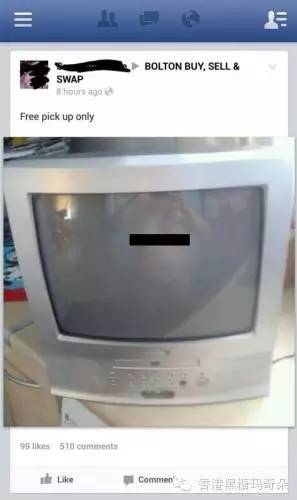 BOLTON BUY, SELL &
SWAP
8 hours ago
Free pick up only
99 likes 510 comments
Like Comment
香港黑糖玛奇朵